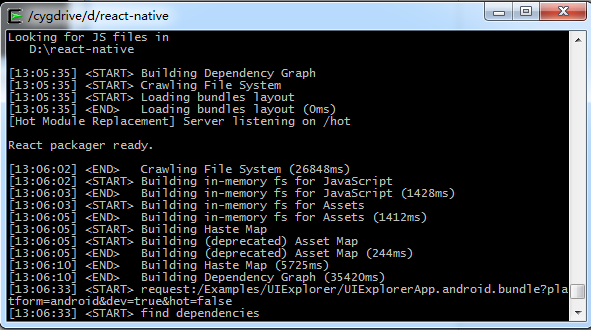 /cygdrive/d/react-native
Looking for JS files in
   D:\react-native
[13:05:35] <START> Building Dependency Graph
[13:05:35] <START> Crawling File System
[13:05:35] <START> Loading bundles layout
[13:05:35] <END>   Loading bundles layout (0ms)
[Hot Module Replacement] Server listening on /hot
React packager ready.
[13:06:02] <END>   Crawling File System (26848ms)
[13:06:02] <START> Building in-memory fs for JavaScript
[13:06:03] <END>   Building in-memory fs for JavaScript (1428ms)
[13:06:03] <START> Building in-memory fs for Assets
[13:06:05] <END>   Building in-memory fs for Assets (1412ms)
[13:06:05] <START> Building Haste Map
[13:06:05] <START> Building (deprecated) Asset Map
[13:06:05] <END>   Building (deprecated) Asset Map (244ms)
[13:06:10] <END>   Building Haste Map (5725ms)
[13:06:10] <END>   Building Dependency Graph (35420ms)
[13:06:33] <START> request:/Examples/UIExplorer/UIExplorerApp.android.bundle?pla
tform=android&dev=true&hot=false
[13:06:33] <START> find dependencies